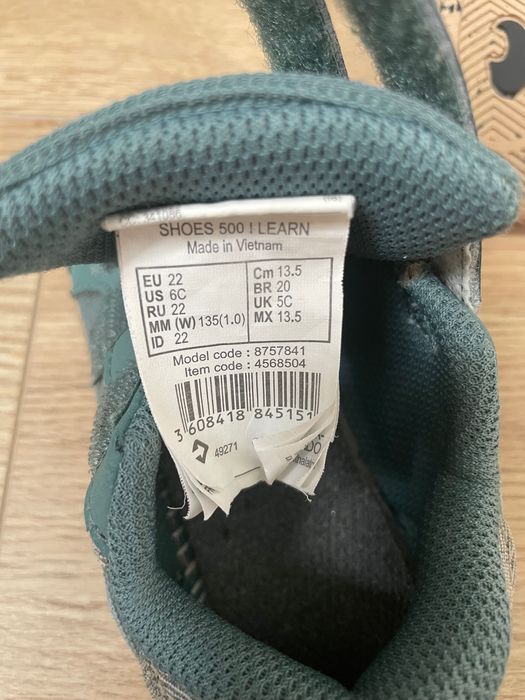 341086
SHOES 500 I LEARN
Made in Vietnam
EU 22
US 6C
RU 22
MM (W) 135(1.0)
ID 22
Cm 13.5
BR 20
UK 5C
MX 13.5
Model code : 8757841
Item code : 4568504
3 608418 845151
49271